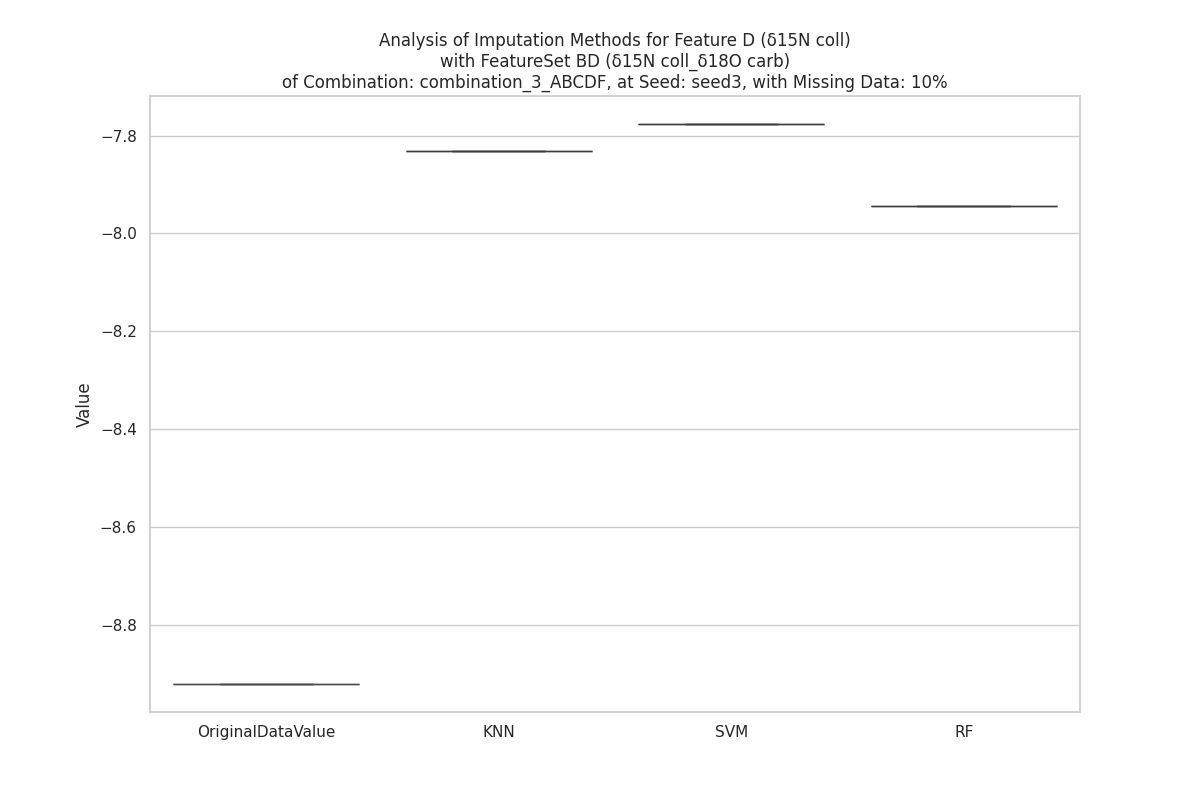 Analysis of Imputation Methods for Feature D (δ15N coll)
with FeatureSet BD (δ15N coll_δ18O carb)
of Combination: combination_3_ABCDF, at Seed: seed3, with Missing Data: 10%
Value
−7.8
−8.0
−8.2
−8.4
−8.6
−8.8
OriginalDataValue
KNN
SVM
RF